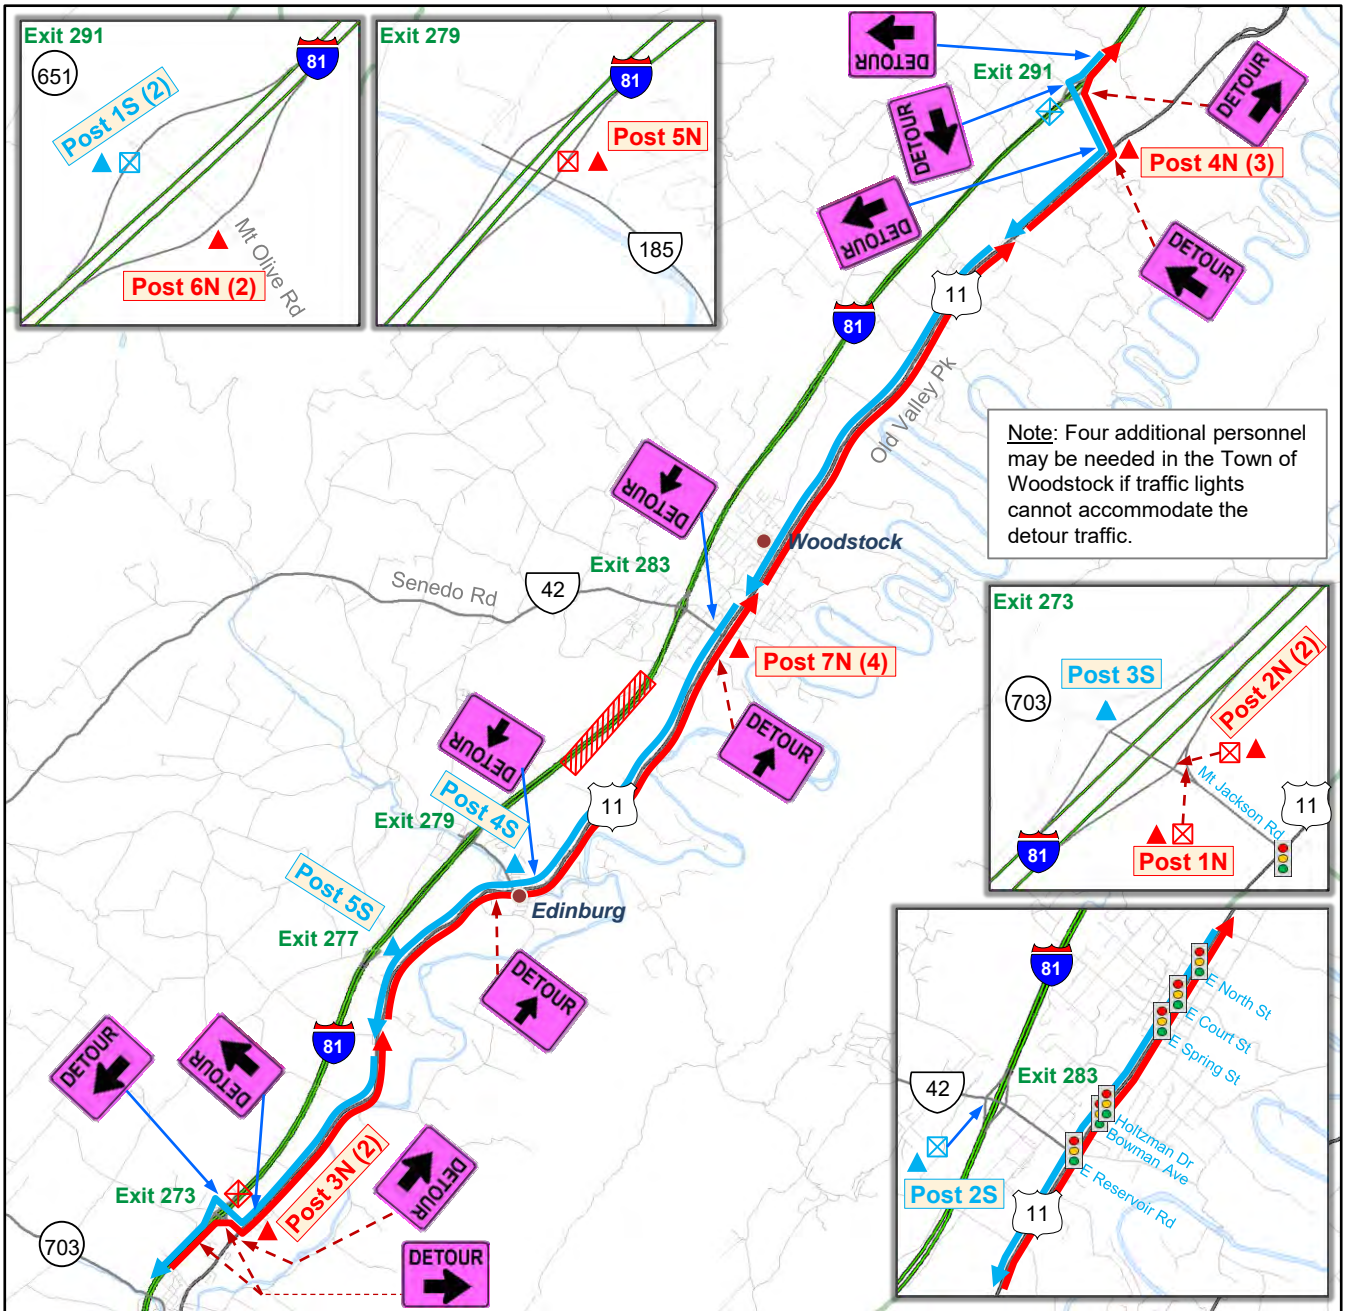 Exit 291
651
81
Post 1S (2)
Post 6N (2)
Mt Olive Rd
Exit 279
81
Post 5N
185
DETOUR
Exit 291
DETOUR
DETOUR
DETOUR
Post 4N (3)
DETOUR
11
81
Old Valley Pk
Note: Four additional personnel
may be needed in the Town of
Woodstock if traffic lights
cannot accommodate the
detour traffic.
DETOUR
Woodstock
Exit 283
Senedo Rd
42
Post 7N (4)
DETOUR
DETOUR
Post 4S
11
Exit 279
Post 5S
Edinburg
Exit 277
DETOUR
81
DETOUR
DETOUR
Exit 273
Post 3N (2)
DETOUR
703
DETOUR
Exit 273
Post 3S
Post 2N (2)
703
Mt Jackson Rd
11
81
Post 1N
81
E North St
E Court St
E Spring St
Exit 283
42
Holtzman Dr
Bowman Ave
E Reservoir Rd
Post 2S
11